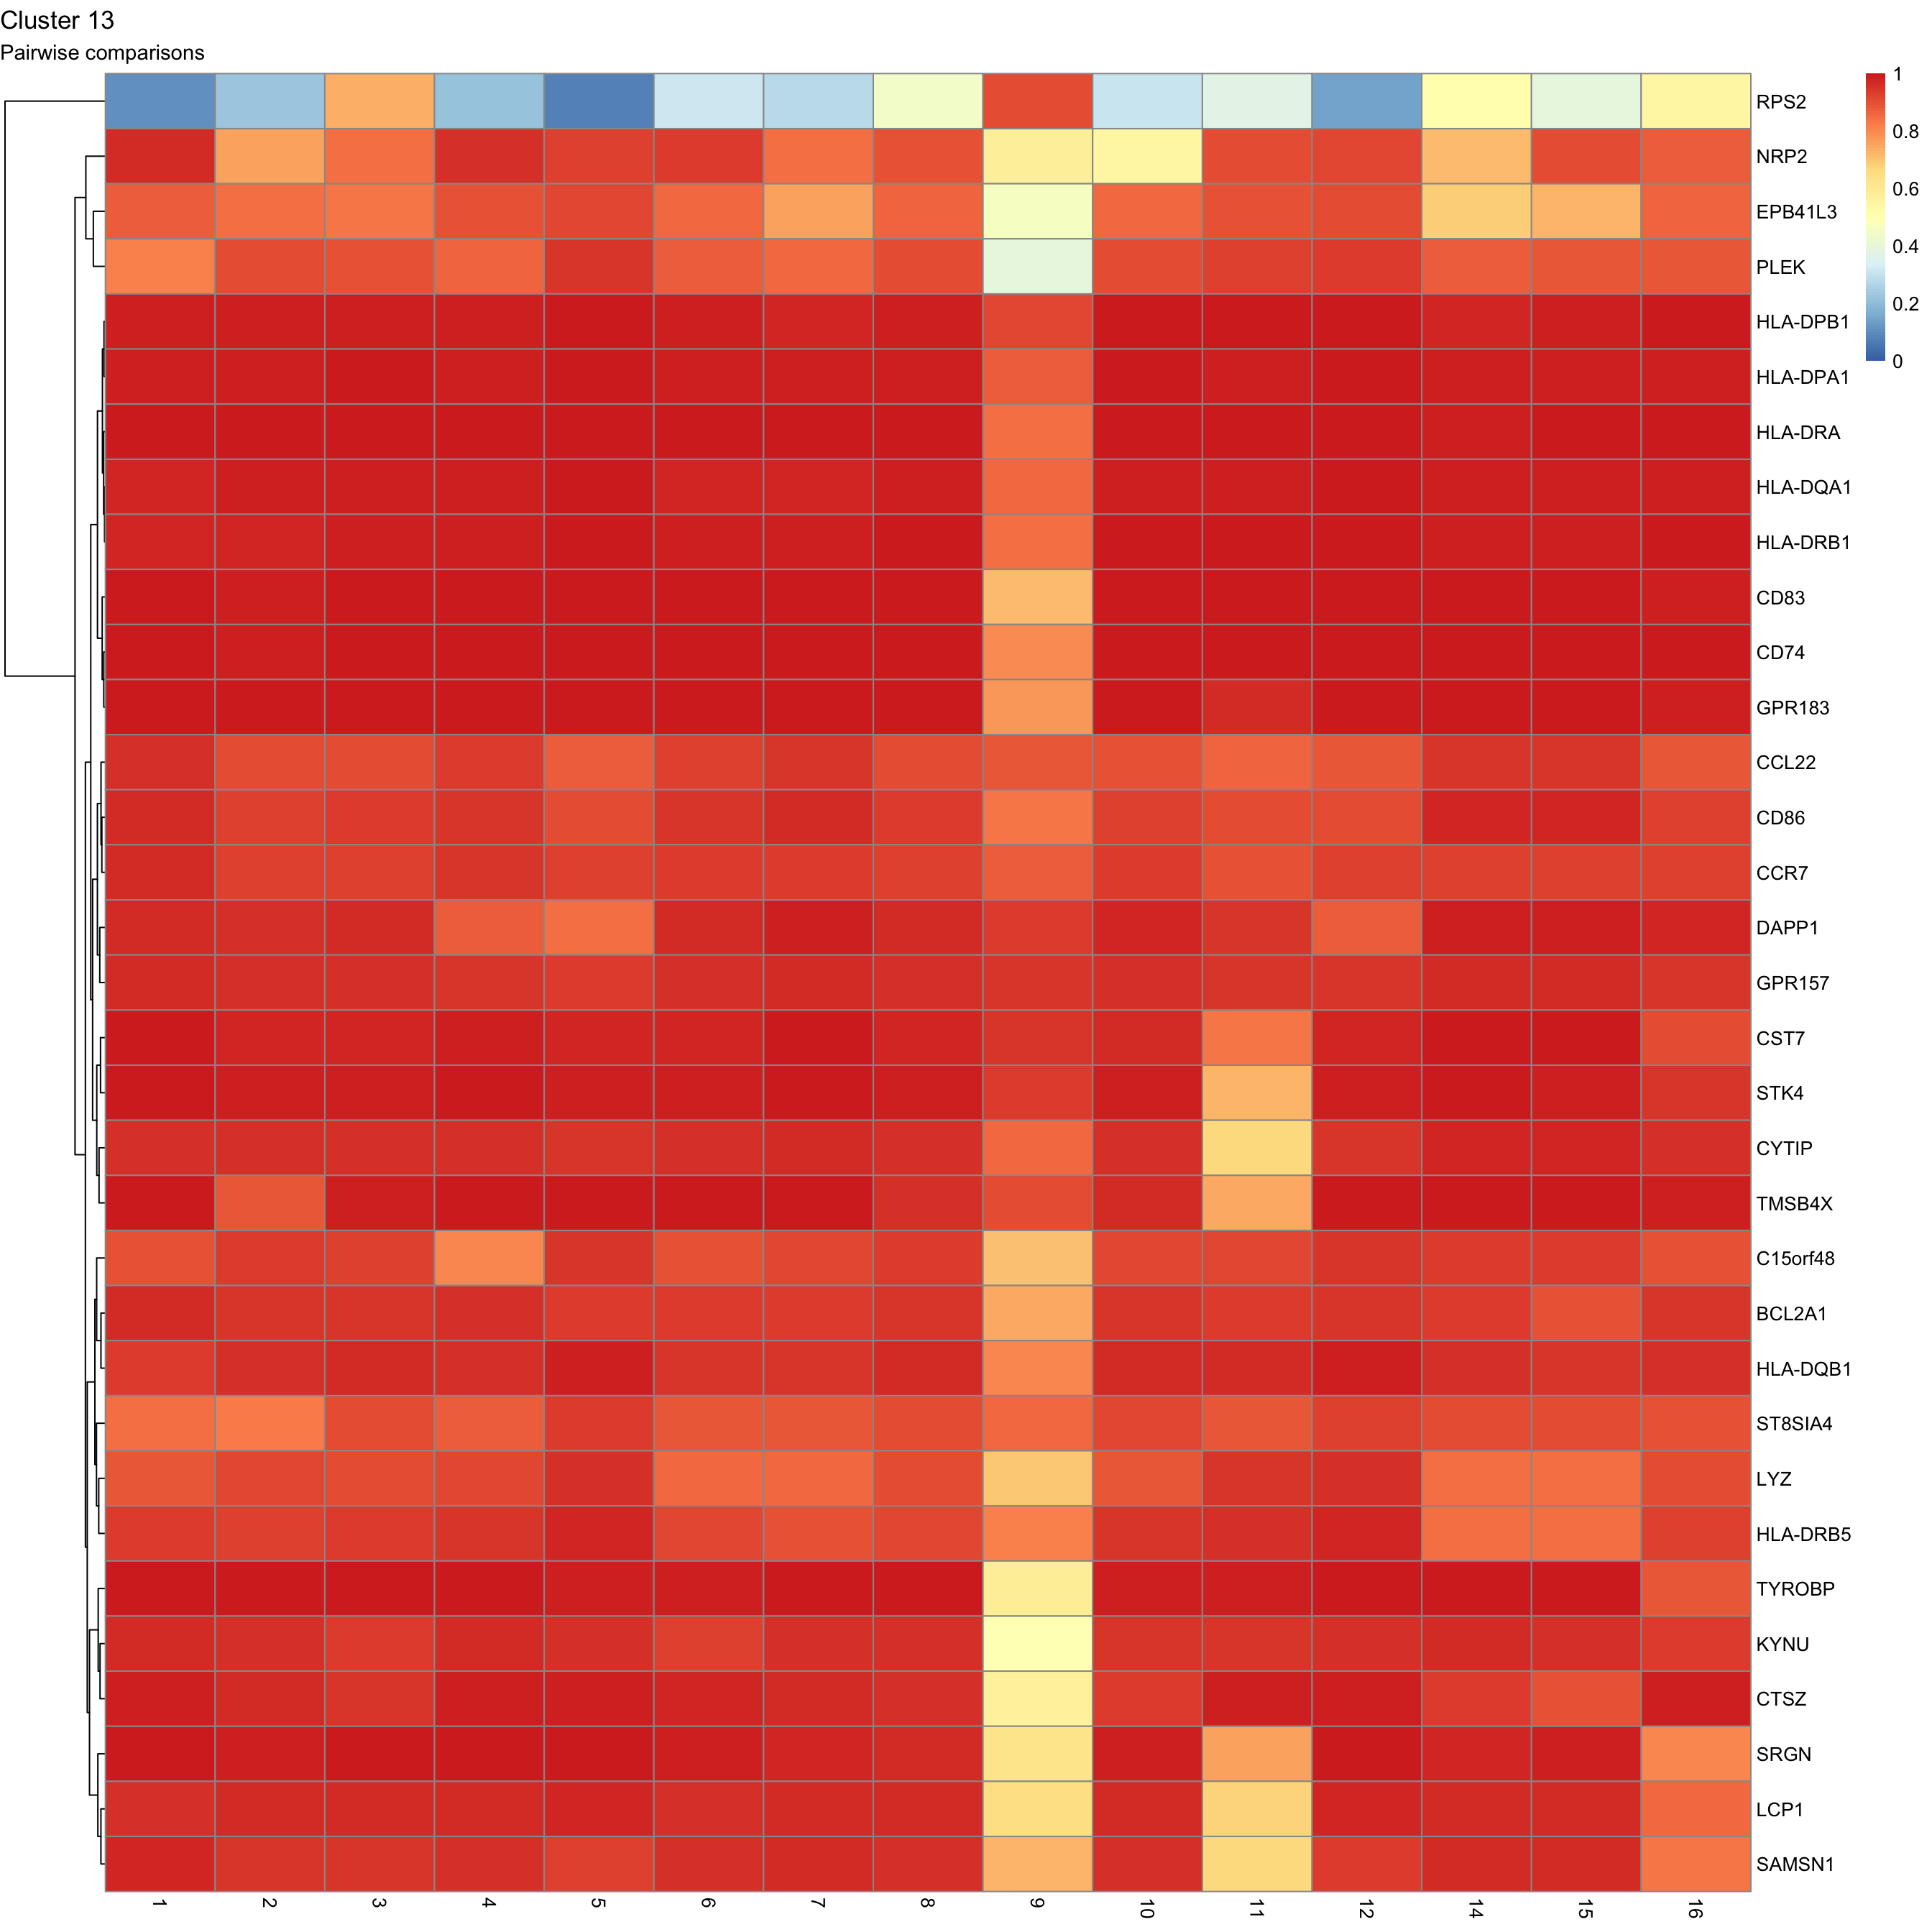 Cluster 13
Pairwise comparisons
1
0.8
0.6
0.4
0.2
0
RPS2
NRP2
EPB41L3
PLEK
HLA-DPB1
HLA-DPA1
HLA-DRA
HLA-DQA1
HLA-DRB1
CD83
CD74
GPR183
CCL22
CD86
CCR7
DAPP1
GPR157
CST7
STK4
CYTIP
TMSB4X
C15orf48
BCL2A1
HLA-DQB1
ST8SIA4
LYZ
HLA-DRB5
TYROBP
KYNU
CTSZ
SRGN
LCP1
SAMSN1
1 2 3 4 5 6 7 8 9 10 11 12 14 15 16